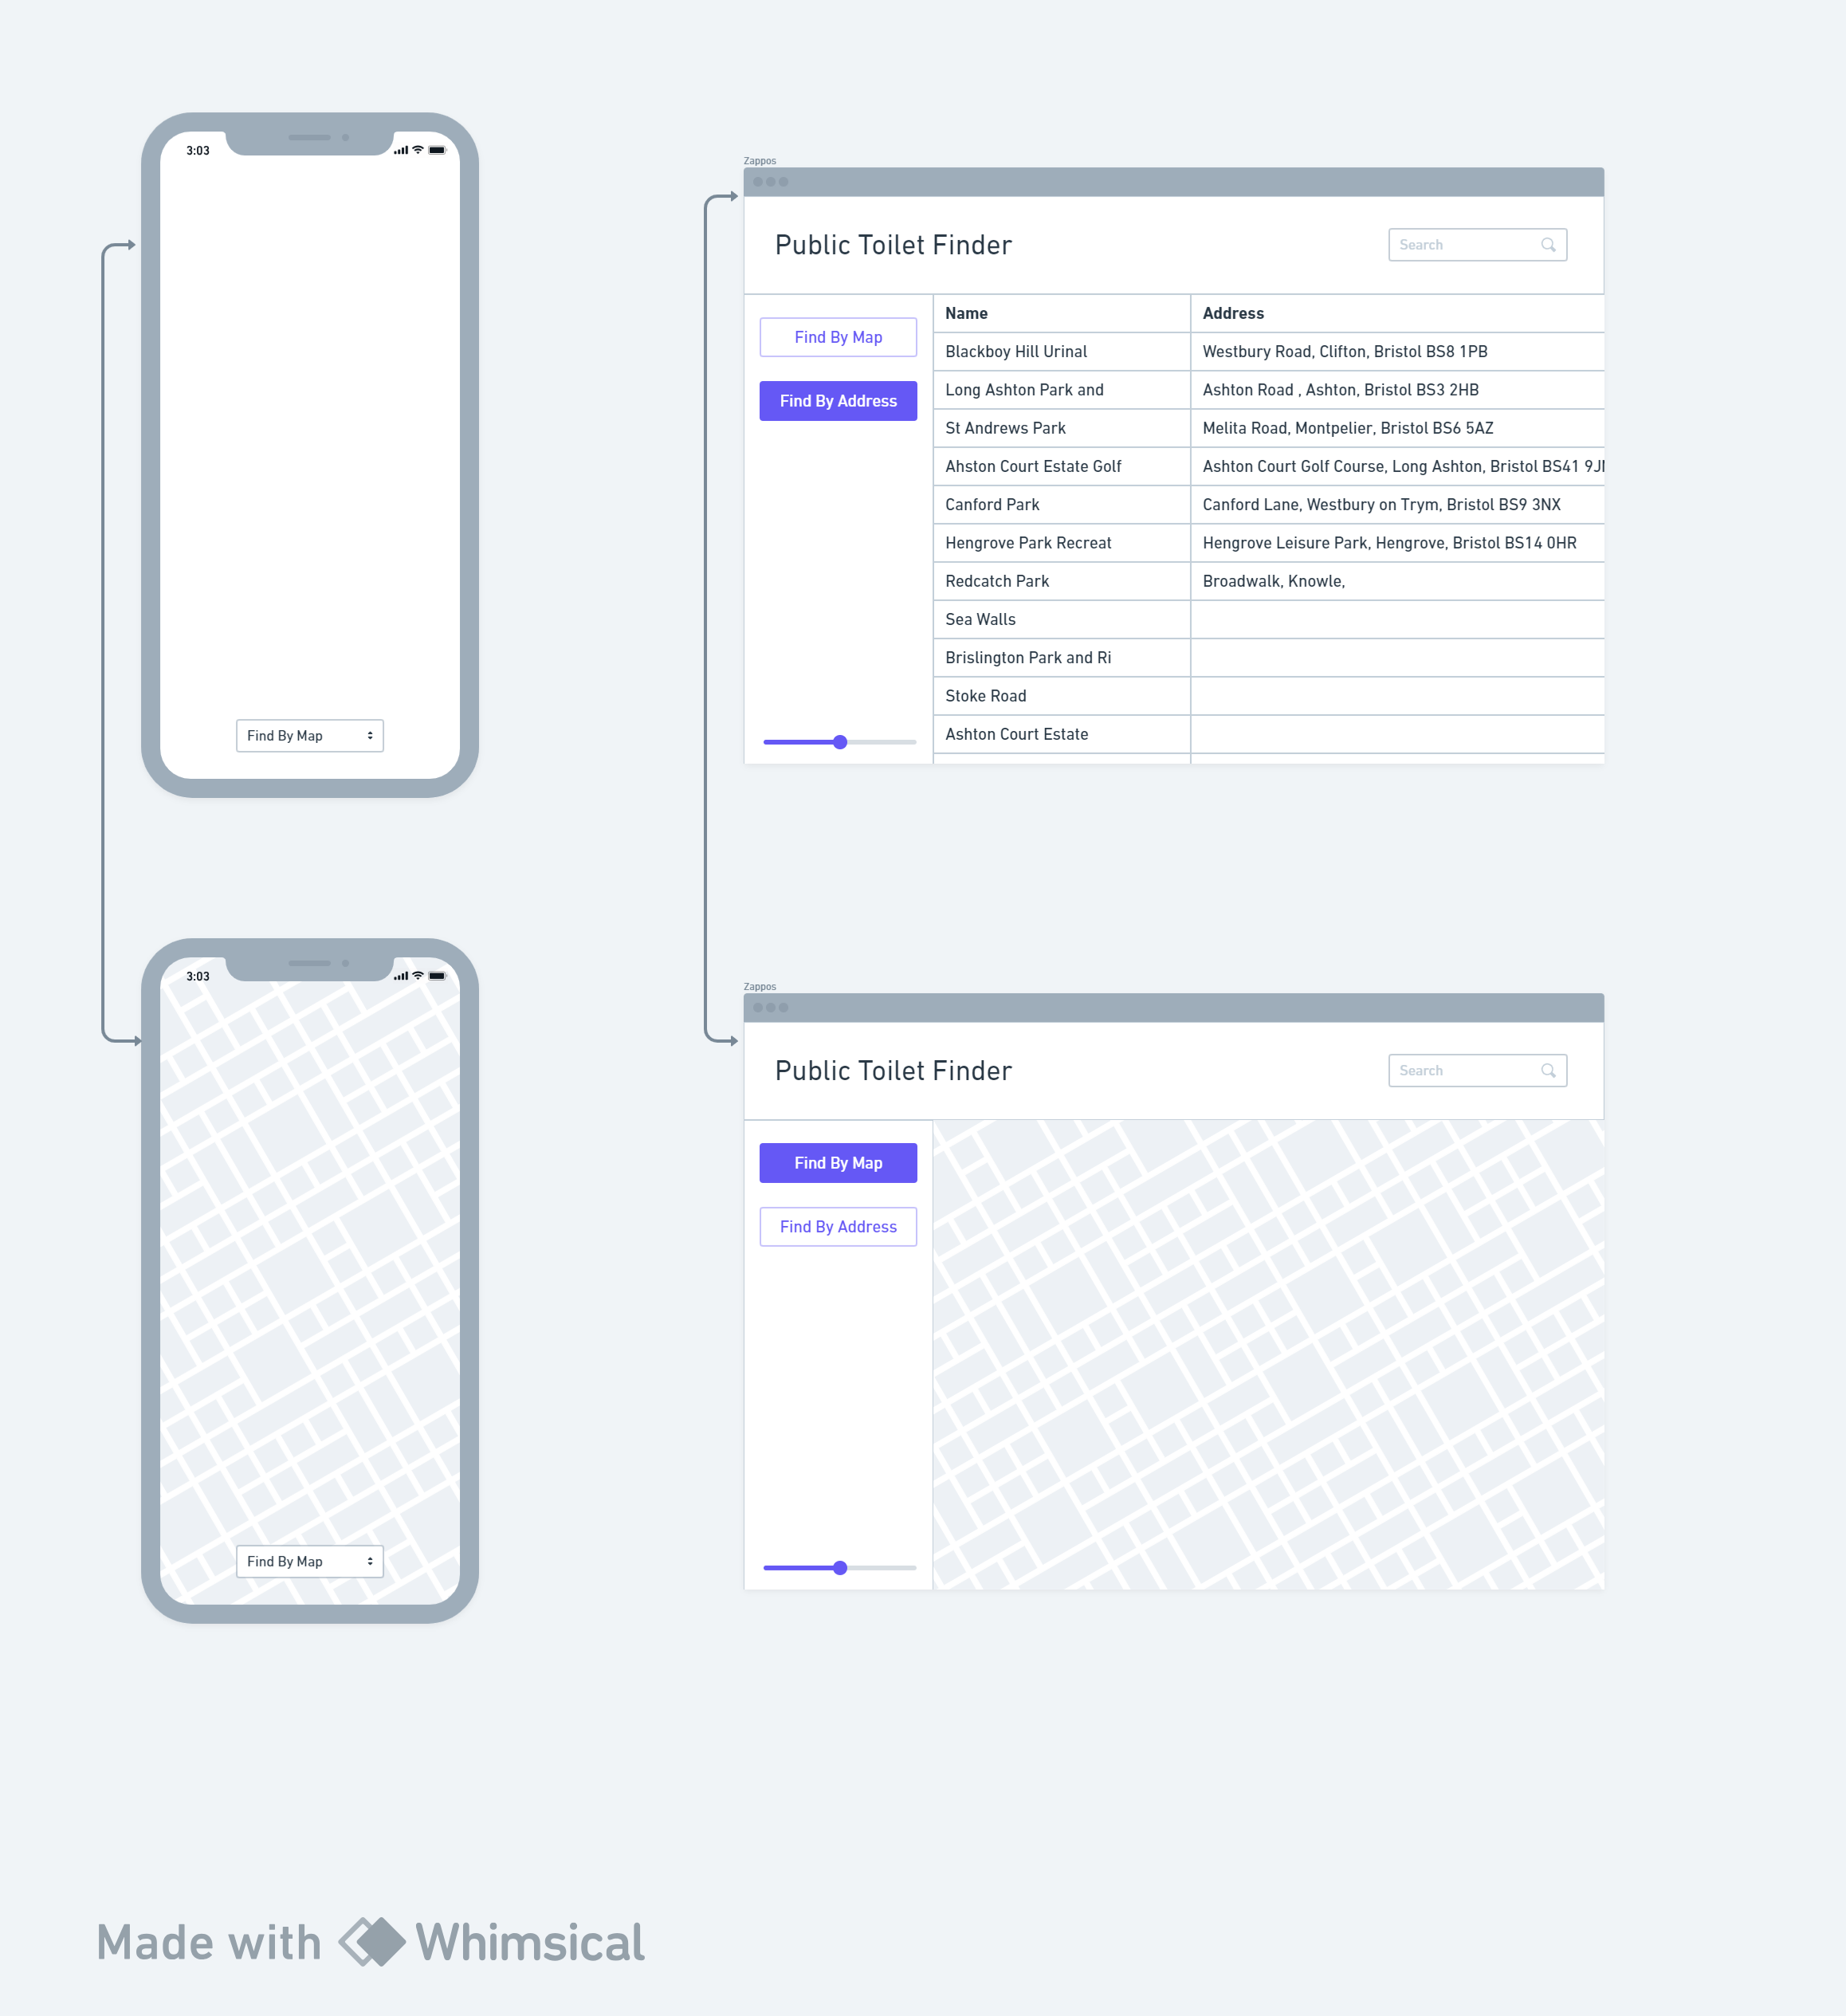 3:03
Find By Map
Zappos
Public Toilet Finder
Search
Find By Map
Find By Address
Name Address
Blackboy Hill Urinal Westbury Road, Clifton, Bristol BS8 1PB
Long Ashton Park and Ashton Road , Ashton, Bristol BS3 2HB
St Andrews Park Melita Road, Montpelier, Bristol BS6 5AZ
Ahston Court Estate Golf Ashton Court Golf Course, Long Ashton, Bristol BS41
Canford Park Canford Lane, Westbury on Trym, Bristol BS9 3NX
Hengrove Park Recreat Hengrove Leisure Park, Hengrove, Bristol BS14 0HR
Redcatch Park Broadwalk, Knowle,
Sea Walls
Brislington Park and Ri
Stoke Road
Ashton Court Estate
3:03
Find By Map
Zappos
Public Toilet Finder
Search
Find By Map
Find By Address
Made with Whimsical